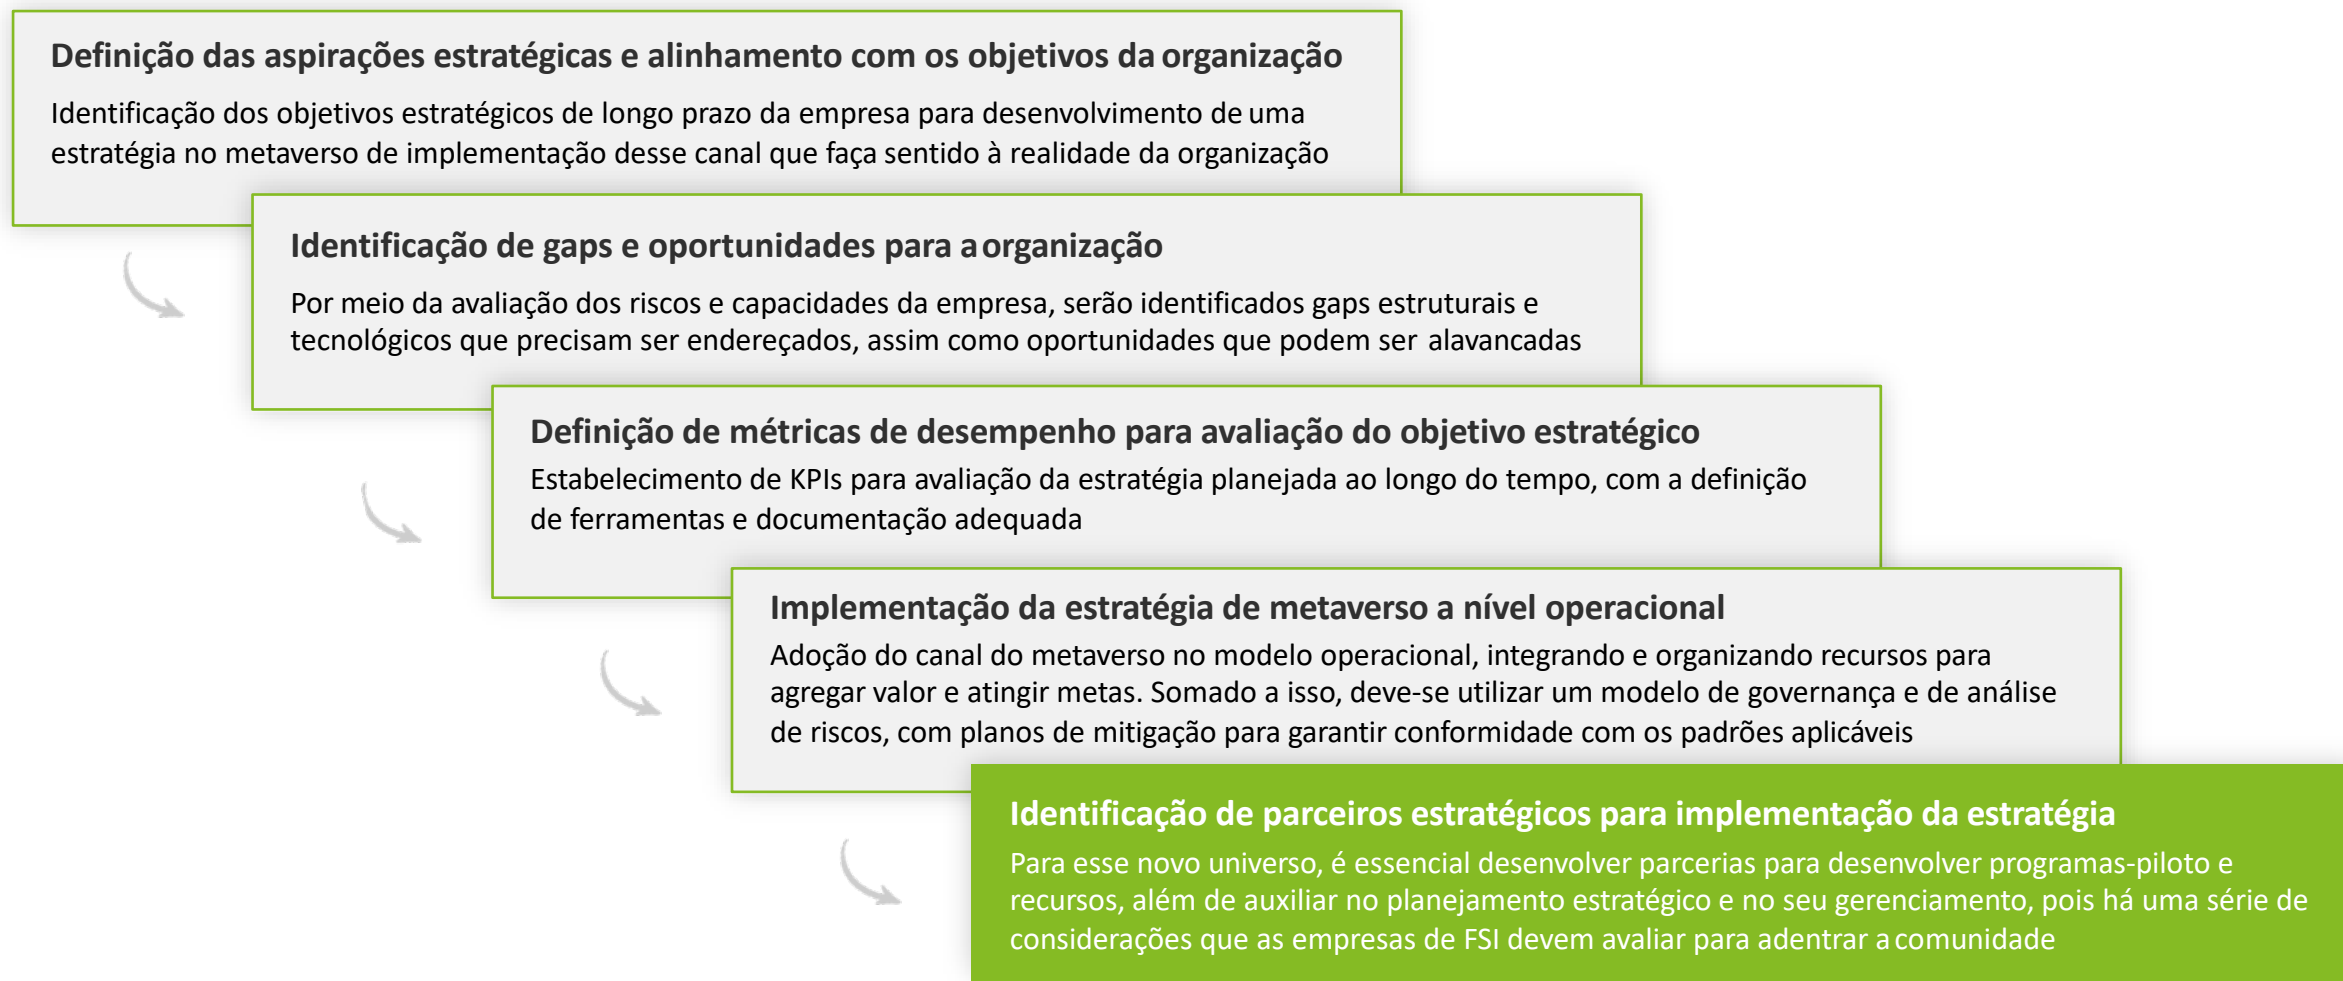 Definição das aspirações estratégicas e alinhamento com os objetivos da organização
Identificação dos objetivos estratégicos de longo prazo da empresa para desenvolvimento de uma
estratégia no metaverso de implementação desse canal que faça sentido à realidade da organização
Identificação de gaps e oportunidades para a organização
Por meio da avaliação dos riscos e capacidades da empresa, serão identificados gaps estruturais e
tecnológicos que precisam ser endereçados, assim como oportunidades que podem ser alavancadas
Definição de métricas de desempenho para avaliação do objetivo estratégico
Estabelecimento de KPIs para avaliação da estratégia planejada ao longo do tempo, com a definição
de ferramentas e documentação adequada
Implementação da estratégia de metaverso a nível operacional
Adoção do canal do metaverso no modelo operacional, integrando e organizando recursos para
agregar valor e atingir metas. Somado a isso, deve-se utilizar um modelo de governança e de análise
de riscos, com planos de mitigação para garantir conformidade com os padrões aplicáveis
Identificação de parceiros estratégicos para implementação da estratégia
Para esse novo universo, é essencial desenvolver parcerias para desenvolver programas-piloto e
recursos, além de auxiliar no planejamento estratégico e no seu gerenciamento, pois há uma série de
considerações que as empresas de FSI devem avaliar para adentrar a comunidade